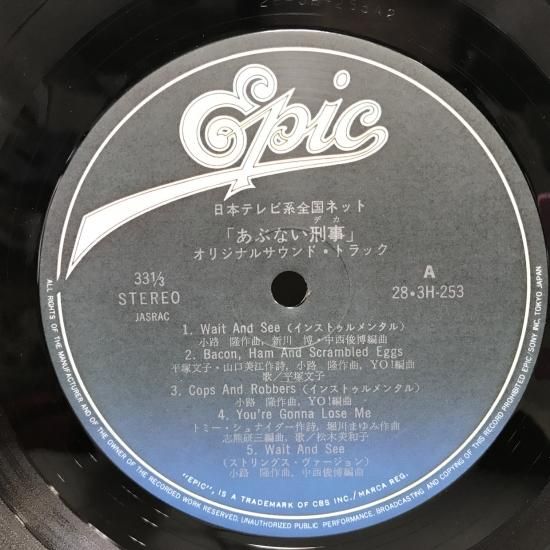 Epic
日本テレビ系全国ネット
デカ
「あぶない刑事」
オリジナルサウンド・トラック
33⅓
STEREO
JASRAC
A
28・3H-253
1. Wait And See (インストゥルメンタル)
小路 隆作曲, 新川 博・中西俊博編曲
2. Bacon, Ham And Scrambled Eggs
平塚文子・山口美江作詩, 小路 隆作曲, YO!編曲
歌/平塚文子
3. Cops And Robbers (インストゥルメンタル)
小路 隆作曲, YO!編曲
4. You're Gonna Lose Me
トミー・シュナイダー作詩, 堀川まゆみ作曲
志熊研三編曲, 歌/松木美和子
5. Wait And See
(ストリングス・ヴァージョン)
小路 隆作曲, 中西俊博編曲
"EPIC", IS A TRADEMARK OF CBS INC./MARCA REG.
ALL RIGHTS OF THE MANUFACTURER AND OF THE OWNER OF THE RECORDED WORK RESERVED. UNAUTHORIZED PUBLIC PERFORMANCE, BROADCASTING AND COPYING OF THIS RECORD PROHIBITED EPIC/SONY INC. TOKYO JAPAN